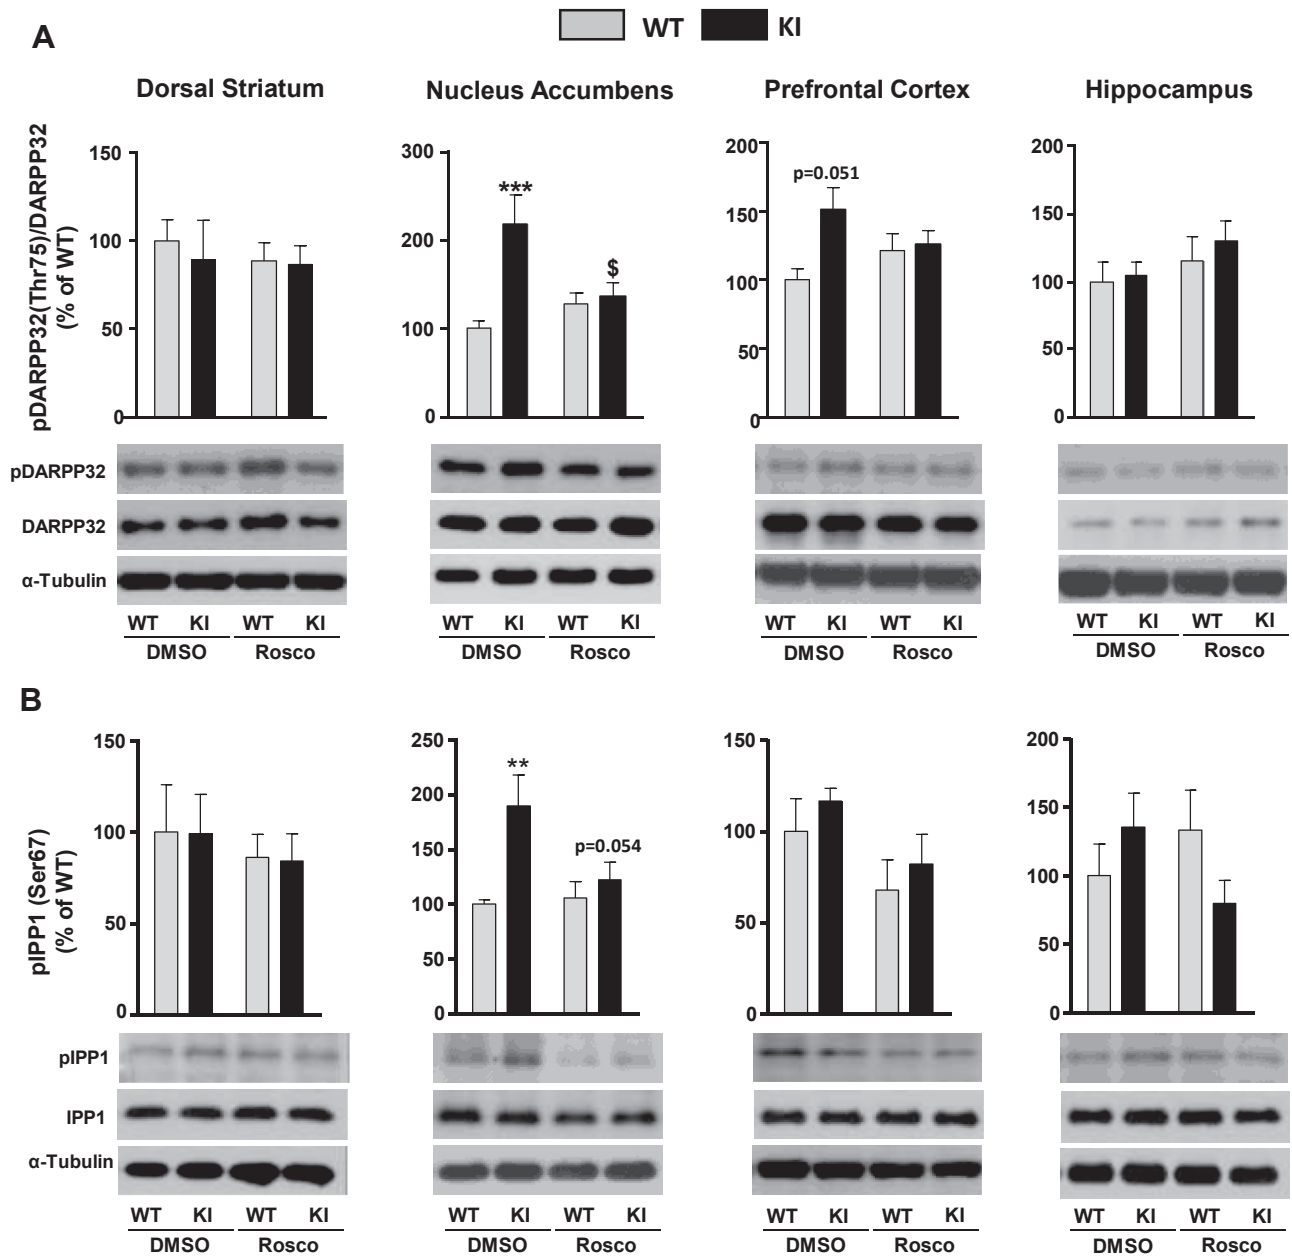 WT KI
A
Dorsal Striatum Nucleus Accumbens Prefrontal Cortex Hippocampus
pDARPP32(Thr75)/DARPP32
(% of WT)
150
100
50
0
300
200
100
0
***
$
200
150
100
50
0
p=0.051
200
150
100
50
0
pDARPP32
DARPP32
α-Tubulin
WT KI WT KI WT KI WT KI WT KI WT KI WT KI WT KI
DMSO Rosco DMSO Rosco DMSO Rosco DMSO Rosco
B
pIPP1 (Ser67)
(% of WT)
150
100
50
0
250
200
150
100
50
0
**
p=0.054
150
100
50
0
200
150
100
50
0
pIPP1
IPP1
α-Tubulin
WT KI WT KI WT KI WT KI WT KI WT KI WT KI WT KI
DMSO Rosco DMSO Rosco DMSO Rosco DMSO Rosco